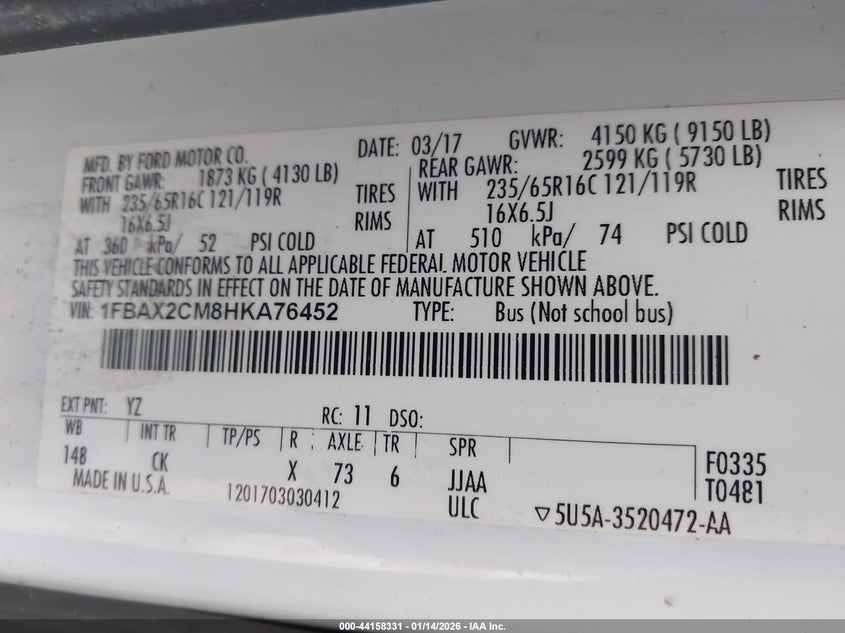 MFD. BY FORD MOTOR CO. DATE: 03/17 GVWR: 4150 KG ( 9150 LB)
FRONT GAWR: 1873 KG ( 4130 LB) REAR GAWR: 2599 KG ( 5730 LB)
WITH 235/65R16C 121/119R TIRES WITH 235/65R16C 121/119R TIRES
16X6.5J RIMS 16X6.5J RIMS
AT 360 kPa/ 52 PSI COLD AT 510 kPa/ 74 PSI COLD
THIS VEHICLE CONFORMS TO ALL APPLICABLE FEDERAL MOTOR VEHICLE
SAFETY STANDARDS IN EFFECT ON THE DATE OF MANUFACTURE SHOWN ABOVE.
VIN: 1FBAX2CM8HKA76452 TYPE: Bus (Not school bus)
EXT PNT: YZ RC: 11 DSO:
WB INT TR TP/PS R AXLE TR SPR
148 CK X 73 6 JJAA F0335
MADE IN U.S.A. 1201703030412 ULC T0481
▽5U5A-3520472-AA
000-44158331 | 01/14/2026 - IAA Inc.